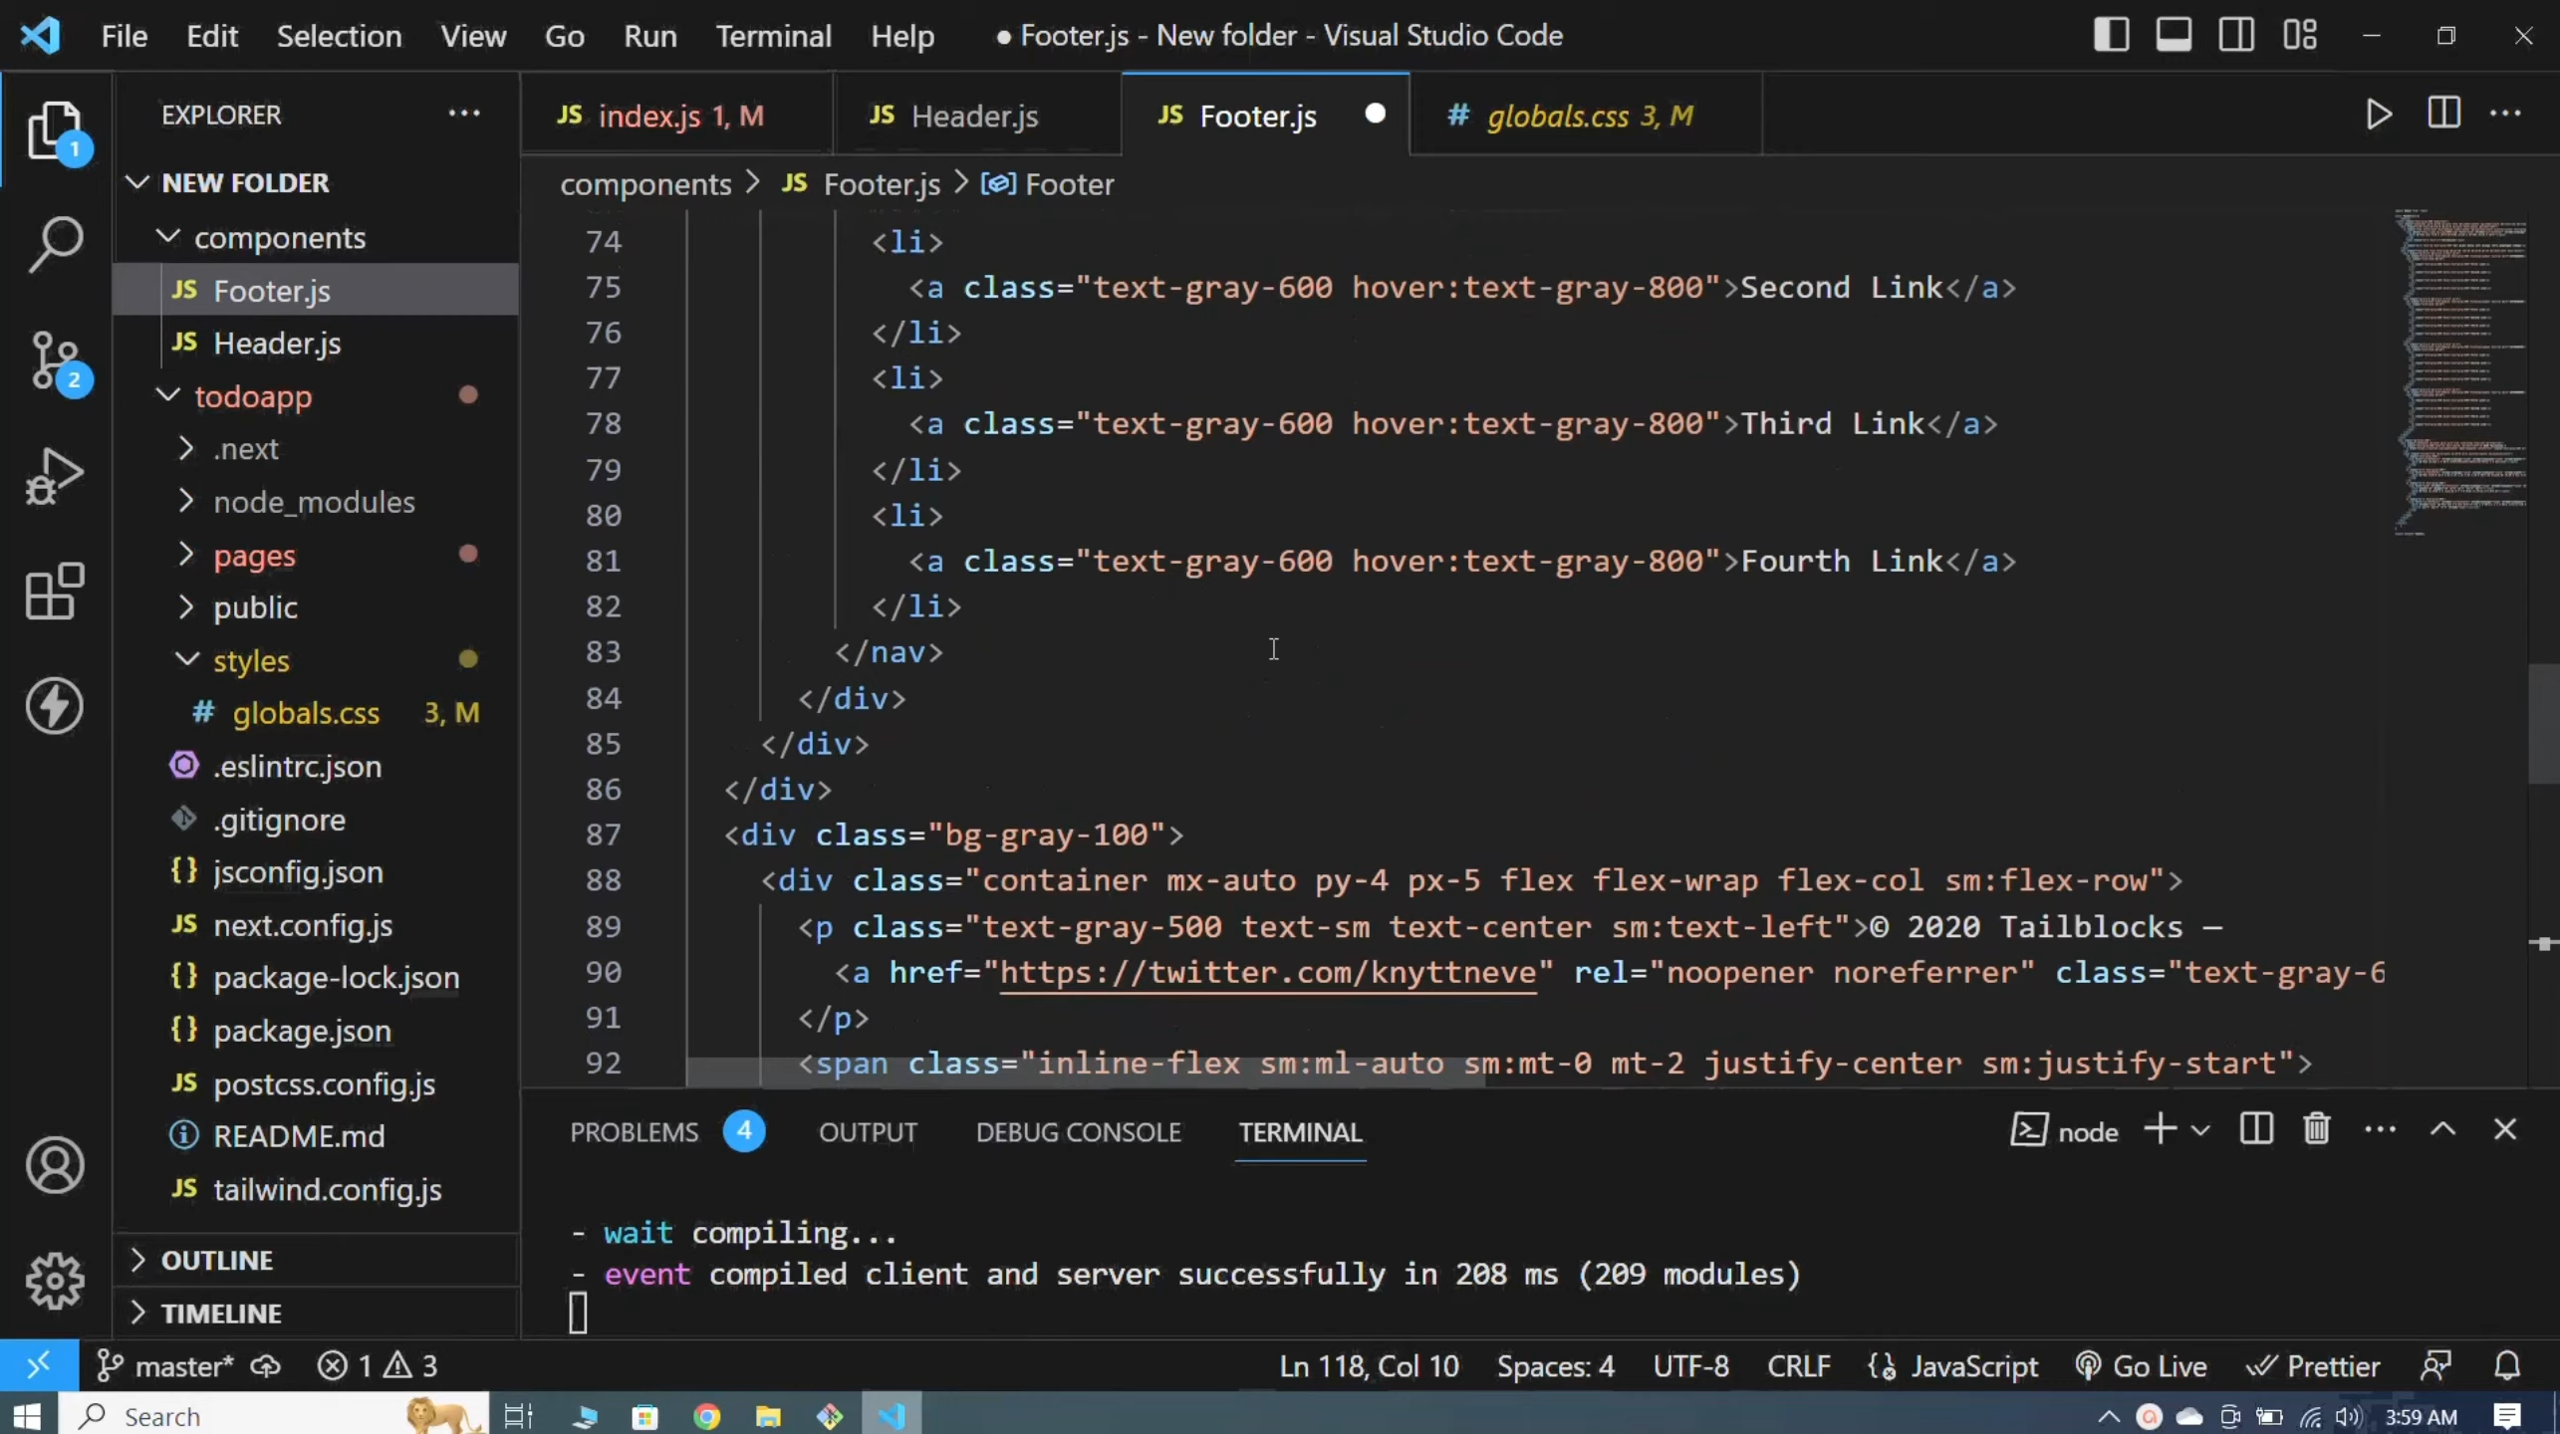 File Edit Selection View Go Run Terminal Help ● Footer.js - New folder - Visual Studio Code
EXPLORER
JS index.js 1, M JS Header.js JS Footer.js ● # globals.css 3, M
1
NEW FOLDER
components
JS Footer.js
JS Header.js
2
todoapp
.next
node_modules
pages
public
styles
# globals.css 3, M
.eslintrc.json
.gitignore
{} jsconfig.json
JS next.config.js
{} package-lock.json
{} package.json
JS postcss.config.js
README.md
JS tailwind.config.js
OUTLINE
TIMELINE
components > JS Footer.js > Footer
74 <li>
75 <a class="text-gray-600 hover:text-gray-800">Second Link</a>
76 </li>
77 <li>
78 <a class="text-gray-600 hover:text-gray-800">Third Link</a>
79 </li>
80 <li>
81 <a class="text-gray-600 hover:text-gray-800">Fourth Link</a>
82 </li>
83 </nav>
84 </div>
85 </div>
86 </div>
87 <div class="bg-gray-100">
88 <div class="container mx-auto py-4 px-5 flex flex-wrap flex-col sm:flex-row">
89 <p class="text-gray-500 text-sm text-center sm:text-left">© 2020 Tailblocks —
90 <a href="https://twitter.com/knyttneve" rel="noopener noreferrer" class="text-gray-6
91 </p>
92 <span class="inline-flex sm:ml-auto sm:mt-0 mt-2 justify-center sm:justify-start">
PROBLEMS 4 OUTPUT DEBUG CONSOLE TERMINAL node
- wait compiling...
- event compiled client and server successfully in 208 ms (209 modules)
master* 1 3 Ln 118, Col 10 Spaces: 4 UTF-8 CRLF JavaScript Go Live Prettier
Search 3:59 AM